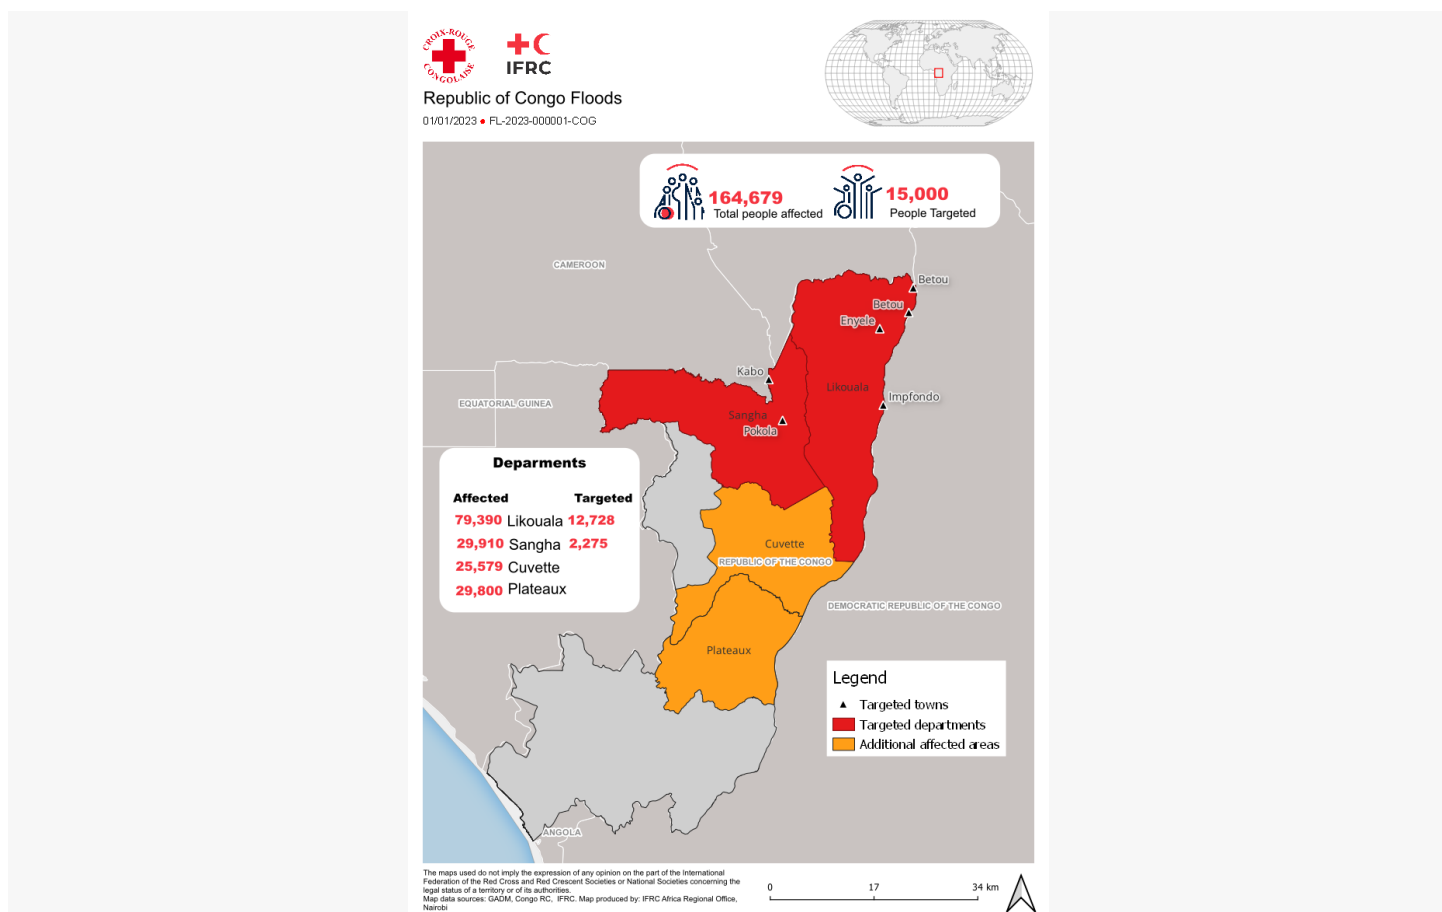 CROIX-ROUGE
CONGOLAISE
IFRC
Republic of Congo Floods
01/01/2023 • FL-2023-000001-COG
164,679
Total people affected
15,000
People Targeted
CAMEROON
Betou
Betou
Enyele
Kabo
Likouala
Impfondo
EQUATORIAL GUINEA
Sangha
Pokola
Deparments
Affected Targeted
79,390 Likouala 12,728
29,910 Sangha 2,275
25,579 Cuvette
29,800 Plateaux
Cuvette
REPUBLIC OF THE CONGO
DEMOCRATIC REPUBLIC OF THE CONGO
Plateaux
Legend
Targeted towns
Targeted departments
Additional affected areas
ANGOLA
The maps used do not imply the expression of any opinion on the part of the International
Federation of the Red Cross and Red Crescent Societies or National Societies concerning the
legal status of a territory or of its authorities.
Map data sources: GADM, Congo RC, IFRC. Map produced by: IFRC Africa Regional Office,
Nairobi
0 17 34 km